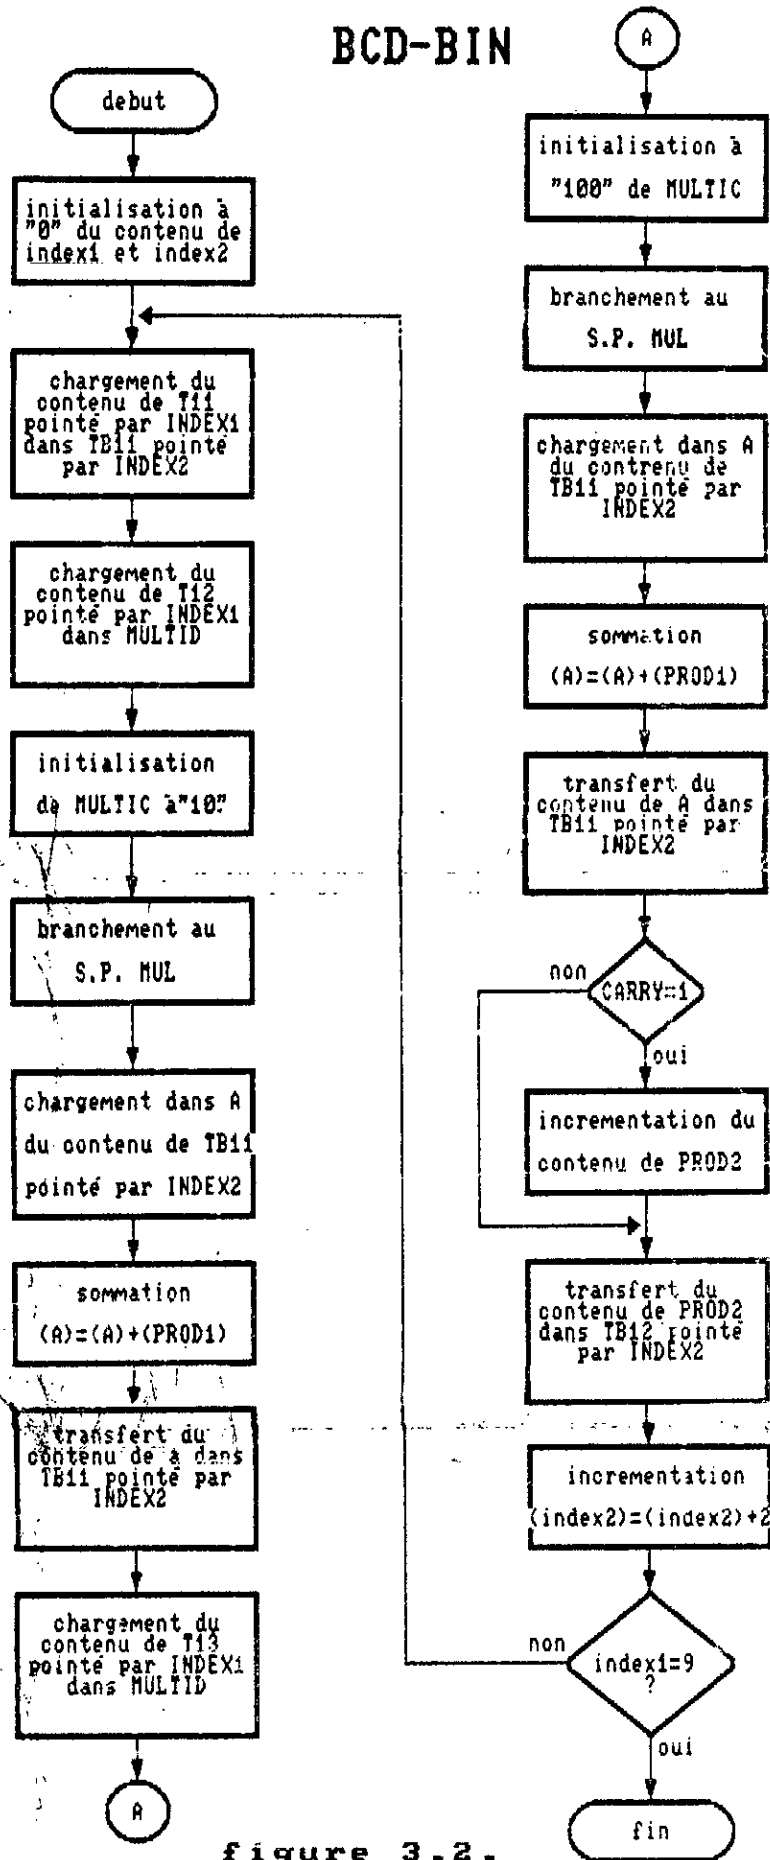 BCD-BIN
debut
initialisation à
"0" du contenu de
index1 et index2
chargement du
contenu de T11
pointé par INDEX1
dans TB11 pointé
par INDEX2
chargement du
contenu de T12
pointé par INDEX1
dans MULTID
initialisation
de MULTIC à"10"
branchement au
S.P. MUL
chargement dans A
du contenu de TB11
pointé par INDEX2
sommation
(A)=(A)+(PROD1)
transfert du
contenu de a dans
TB11 pointé par
INDEX2
chargement du
contenu de T13
pointé par INDEX1
dans MULTID
A
A
initialisation à
"100" de MULTIC
branchement au
S.P. MUL
chargement dans A
du contrenu de
TB11 pointé par
INDEX2
sommation
(A)=(A)+(PROD1)
transfert du
contenu de A dans
TB11 pointé par
INDEX2
non
CARRY=1
oui
incrementation du
contenu de PROD2
transfert du
contenu de PROD2
dans TB12 pointé
par INDEX2
incrementation
(index2)=(index2)+2
non
index1=9
?
oui
fin
figure 3.2.